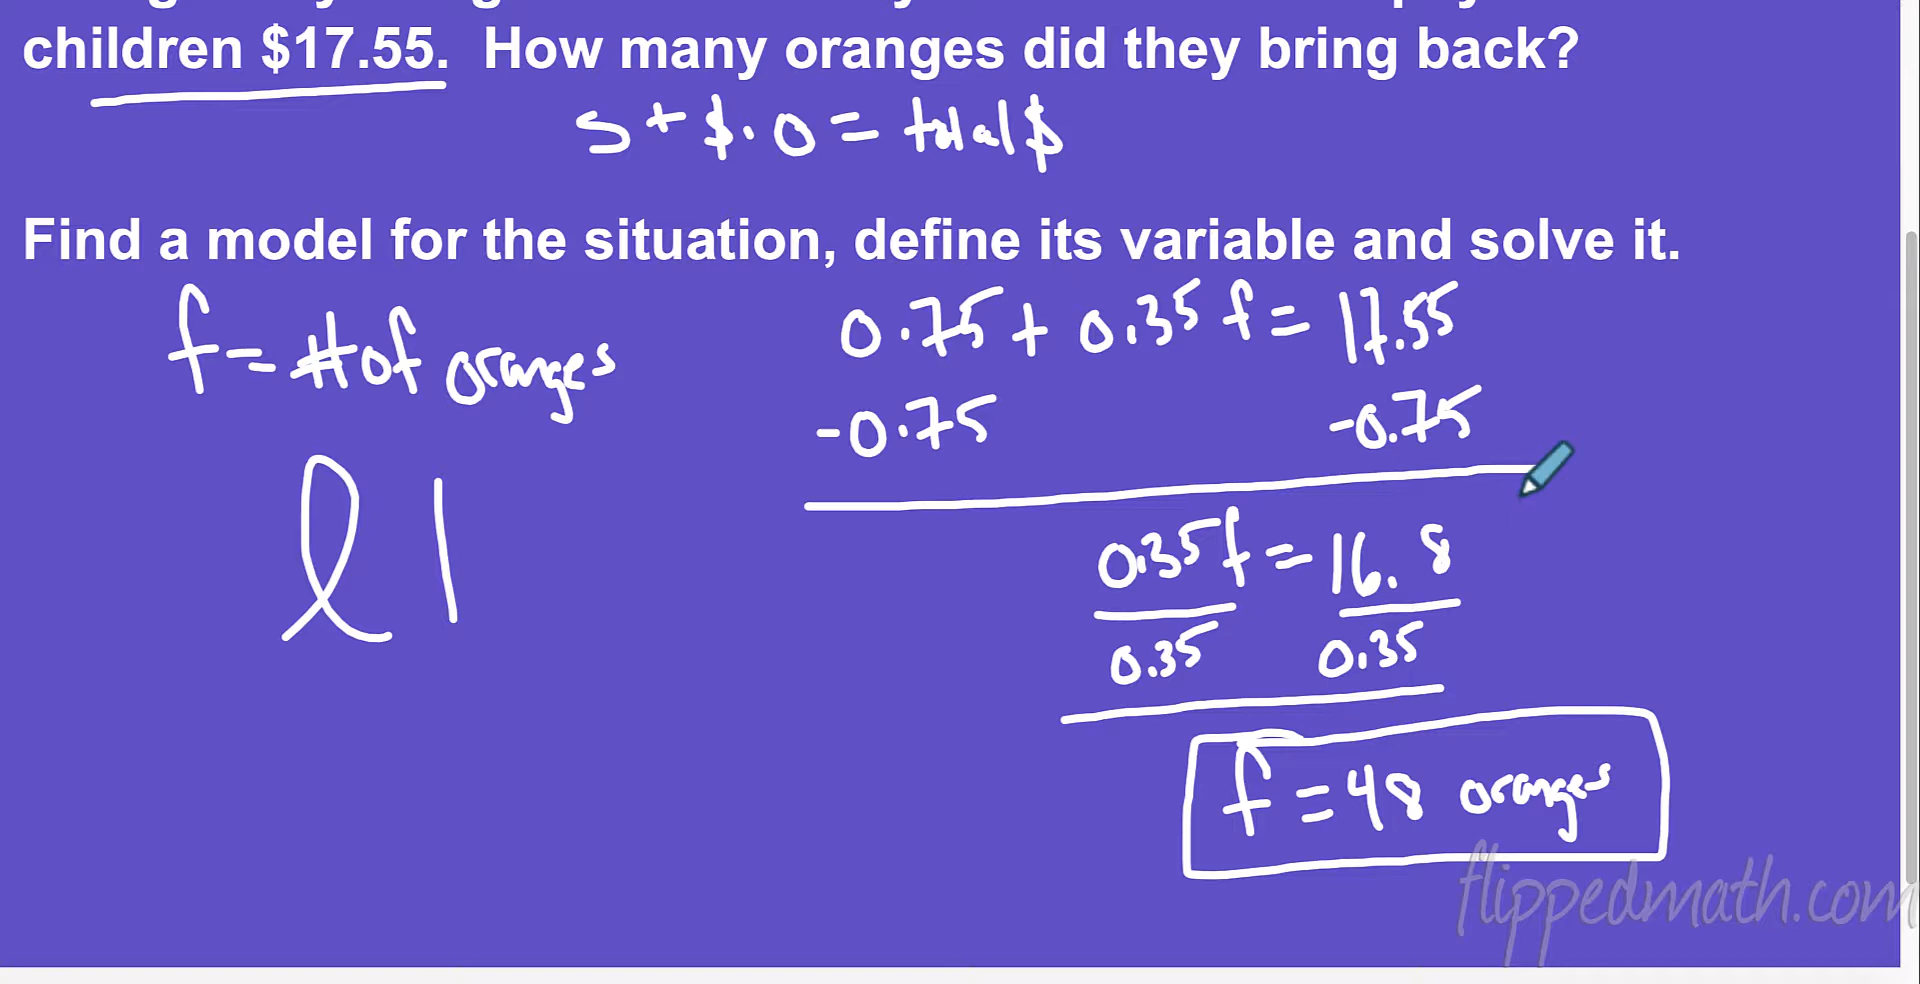 children $17.55. How many oranges did they bring back?
S + $ · O = total $
Find a model for the situation, define its variable and solve it.
f = # of oranges
0.75 + 0.35 f = 17.55
-0.75 -0.75
l |
0.35 f = 16.8
0.35 0.35
f = 48 oranges
flippedmath.com